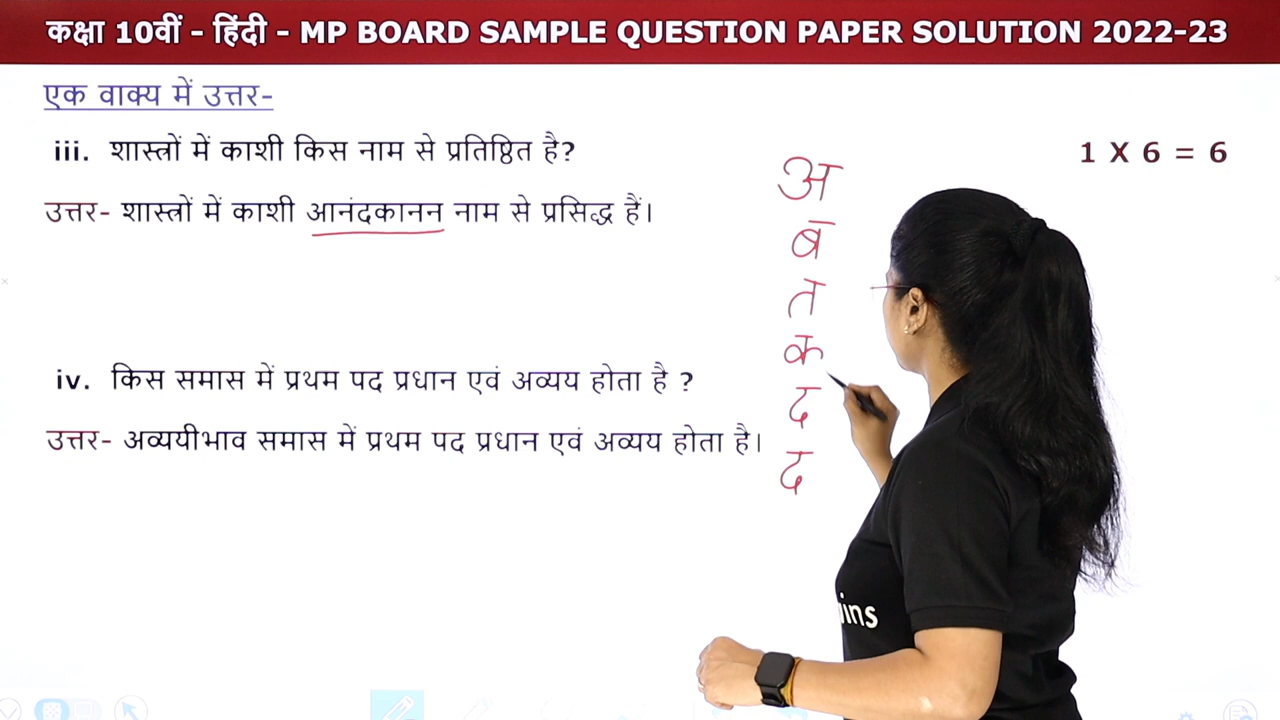 कक्षा 10वीं - हिंदी - MP BOARD SAMPLE QUESTION PAPER SOLUTION 2022-23
एक वाक्य में उत्तर-
iii. शास्त्रों में काशी किस नाम से प्रतिष्ठित है?
1 X 6 = 6
उत्तर- शास्त्रों में काशी आनंदकानन नाम से प्रसिद्ध हैं।
iv. किस समास में प्रथम पद प्रधान एवं अव्यय होता है ?
उत्तर- अव्ययीभाव समास में प्रथम पद प्रधान एवं अव्यय होता है।
अ
ब
त
क
द
द